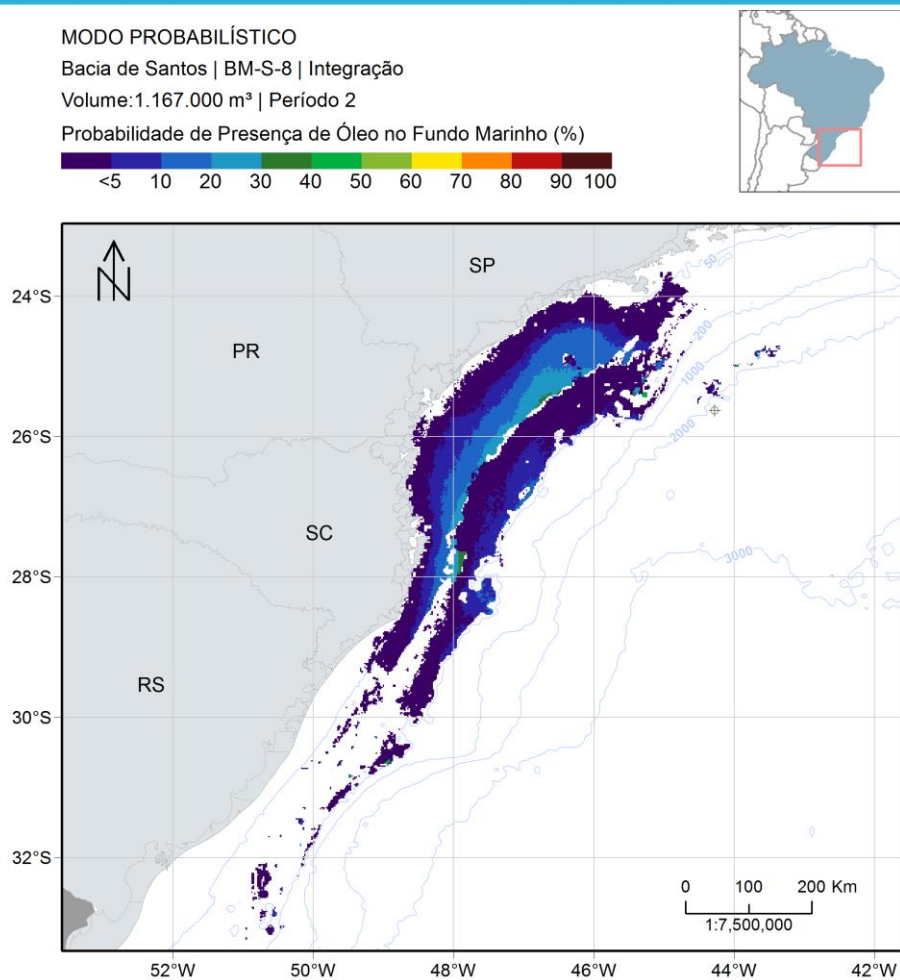 MODO PROBABILÍSTICO
Bacia de Santos | BM-S-8 | Integração
Volume:1.167.000 m³ | Período 2
Probabilidade de Presença de Óleo no Fundo Marinho (%)
<5 10 20 30 40 50 60 70 80 90 100
N
SP
50
24°S
200
PR
1000
26°S
2000
SC
3000
28°S
RS
30°S
32°S
0 100 200 Km
1:7,500,000
52°W 50°W 48°W 46°W 44°W 42°W